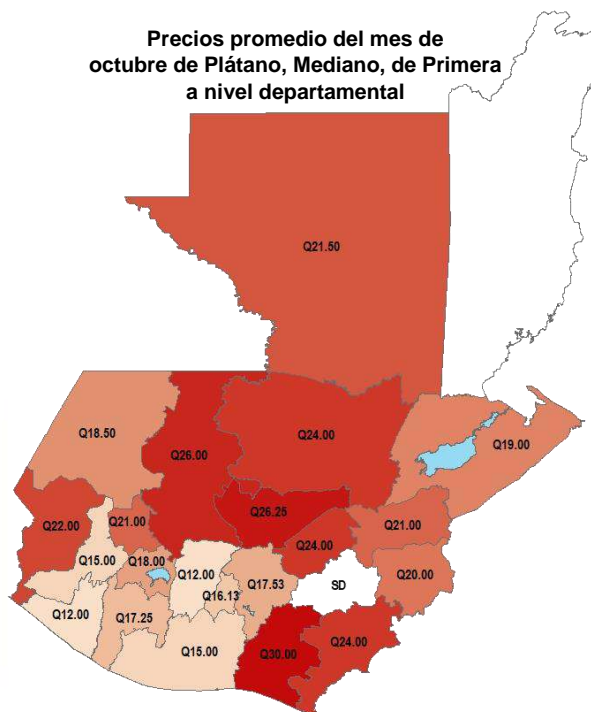 Precios promedio del mes de
octubre de Plátano, Mediano, de Primera
a nivel departamental
Q21.50
Q18.50
Q26.00
Q24.00
Q19.00
Q22.00
Q21.00
Q26.25
Q21.00
Q24.00
Q15.00
Q18.00
Q12.00
Q17.53
SD
Q20.00
Q16.13
Q12.00
Q17.25
Q15.00
Q30.00
Q24.00